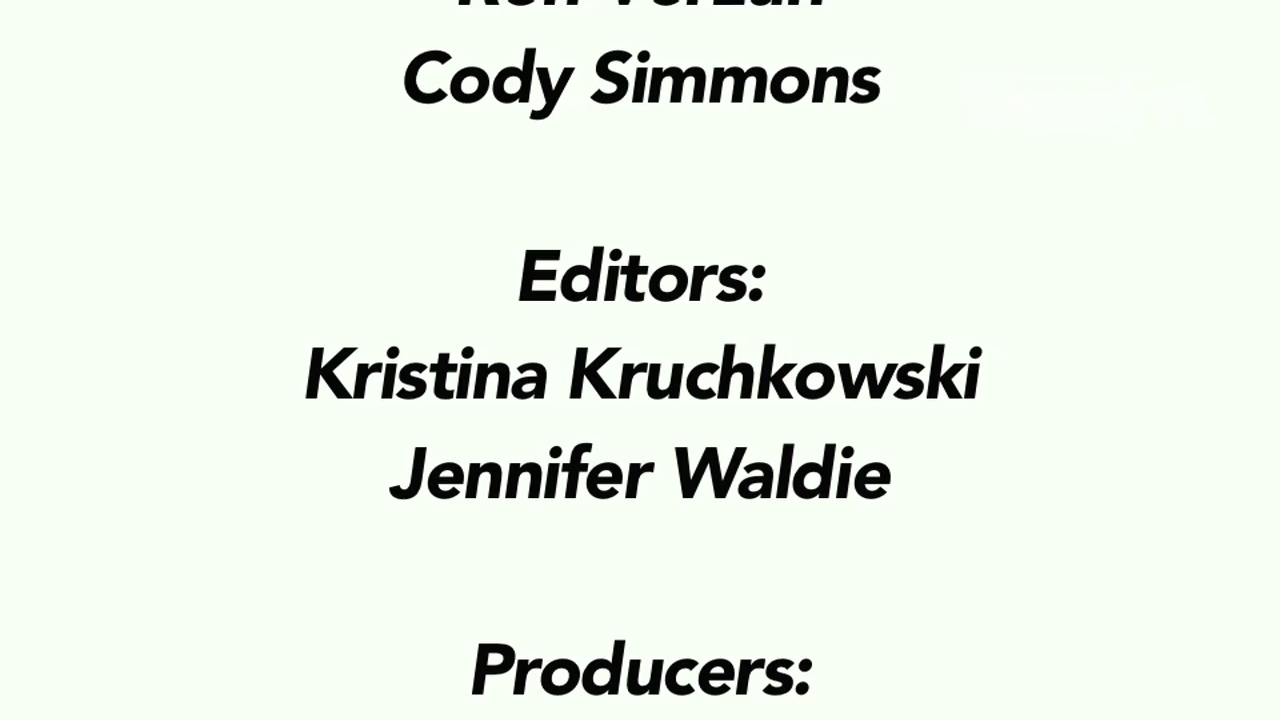 Cody Simmons
Editors:
Kristina Kruchkowski
Jennifer Waldie
Producers: